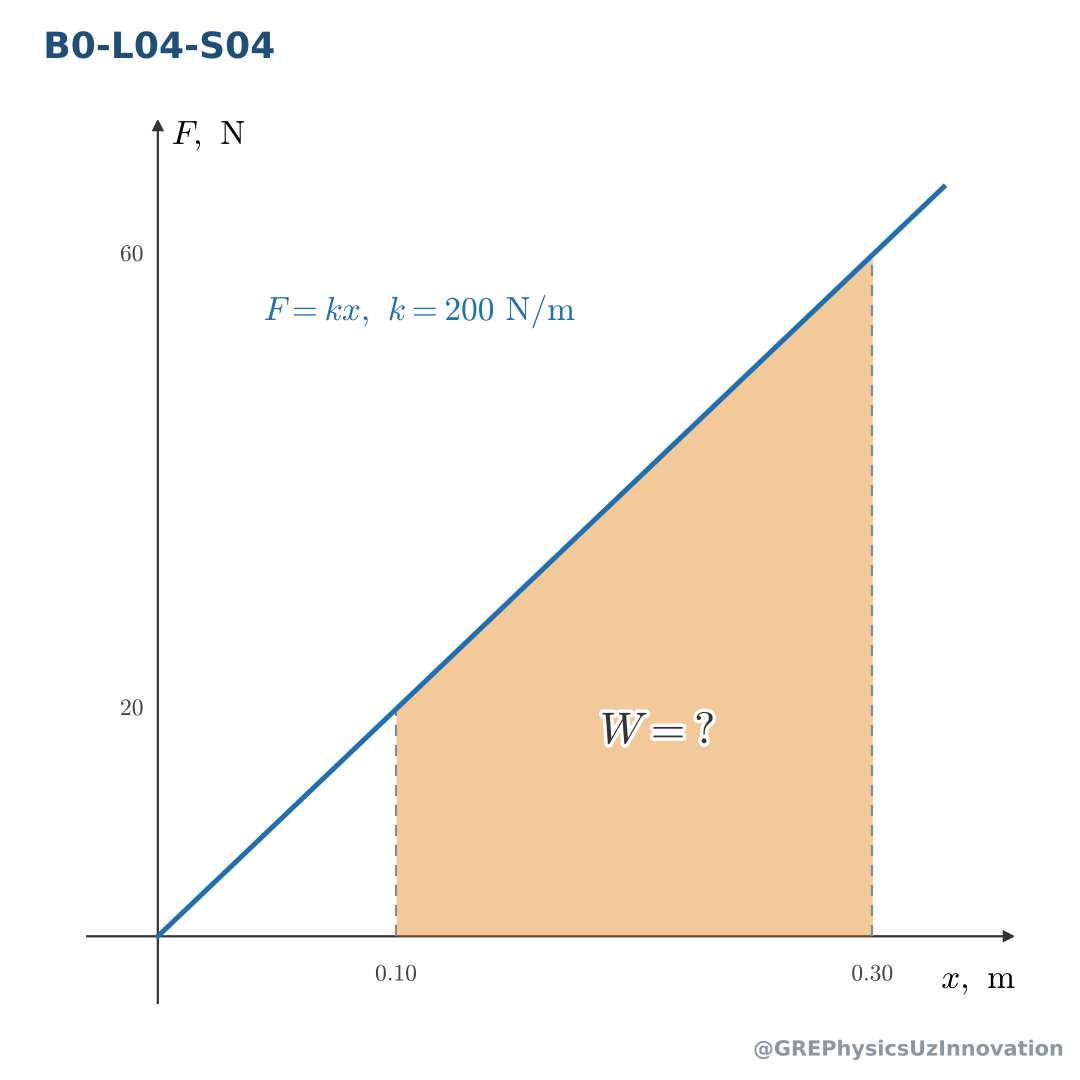 B0-L04-S04
F, N
60
F = kx, k = 200 N/m
20
W = ?
0.10
0.30
x, m
@GREPhysicsUzInnovation